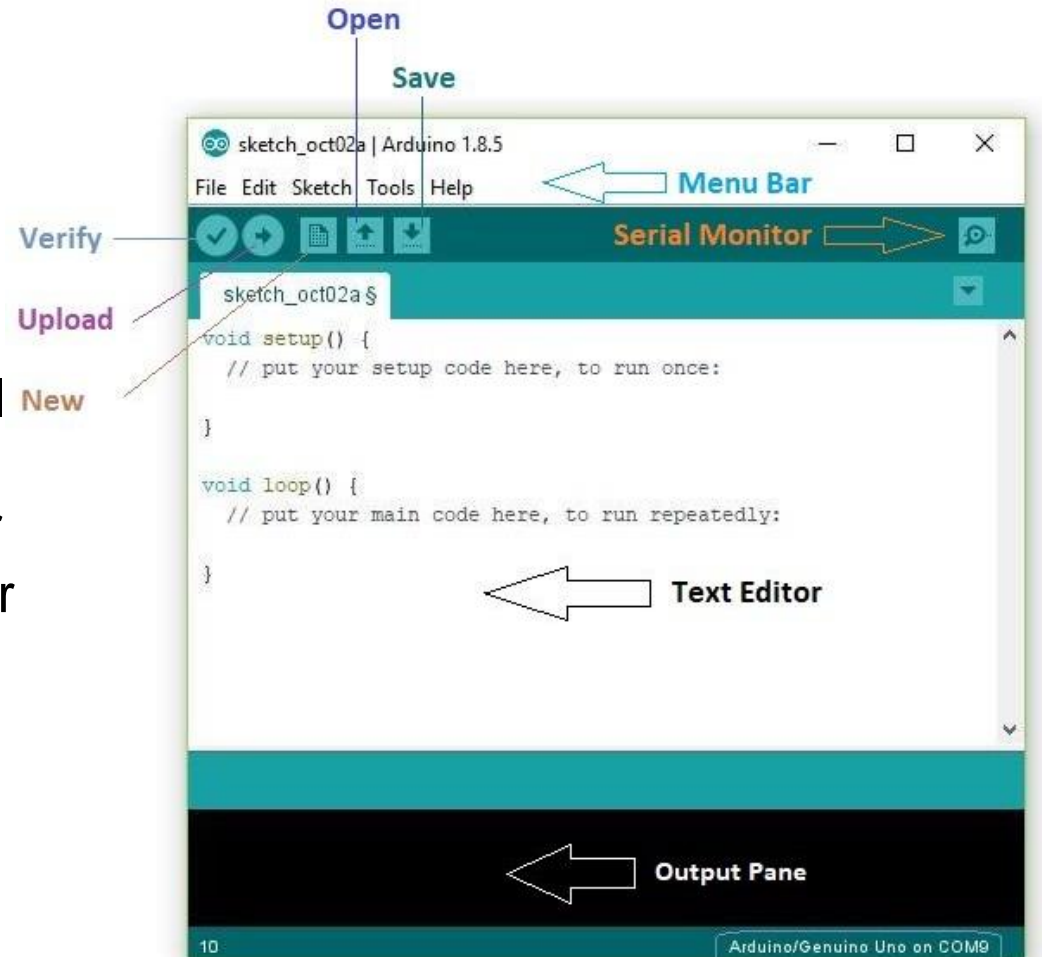 Open
Save
sketch_oct02a | Arduino 1.8.5
File Edit Sketch Tools Help
Menu Bar
Verify
Serial Monitor
sketch_oct02a §
Upload
void setup() {
// put your setup code here, to run once:
New
}
void loop() {
// put your main code here, to run repeatedly:
r
}
Text Editor
Output Pane
10
Arduino/Genuino Uno on COM9